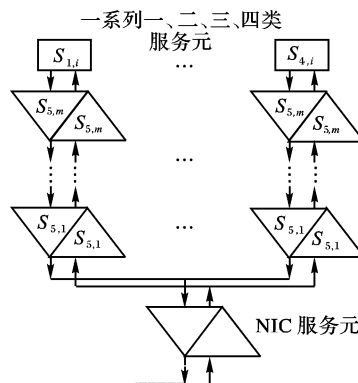 一系列一、二、三、四类
服务元
S1,i ... S4,i
S5,m S5,m ... S5,m S5,m
S5,1 S5,1 ... S5,1 S5,1
NIC 服务元